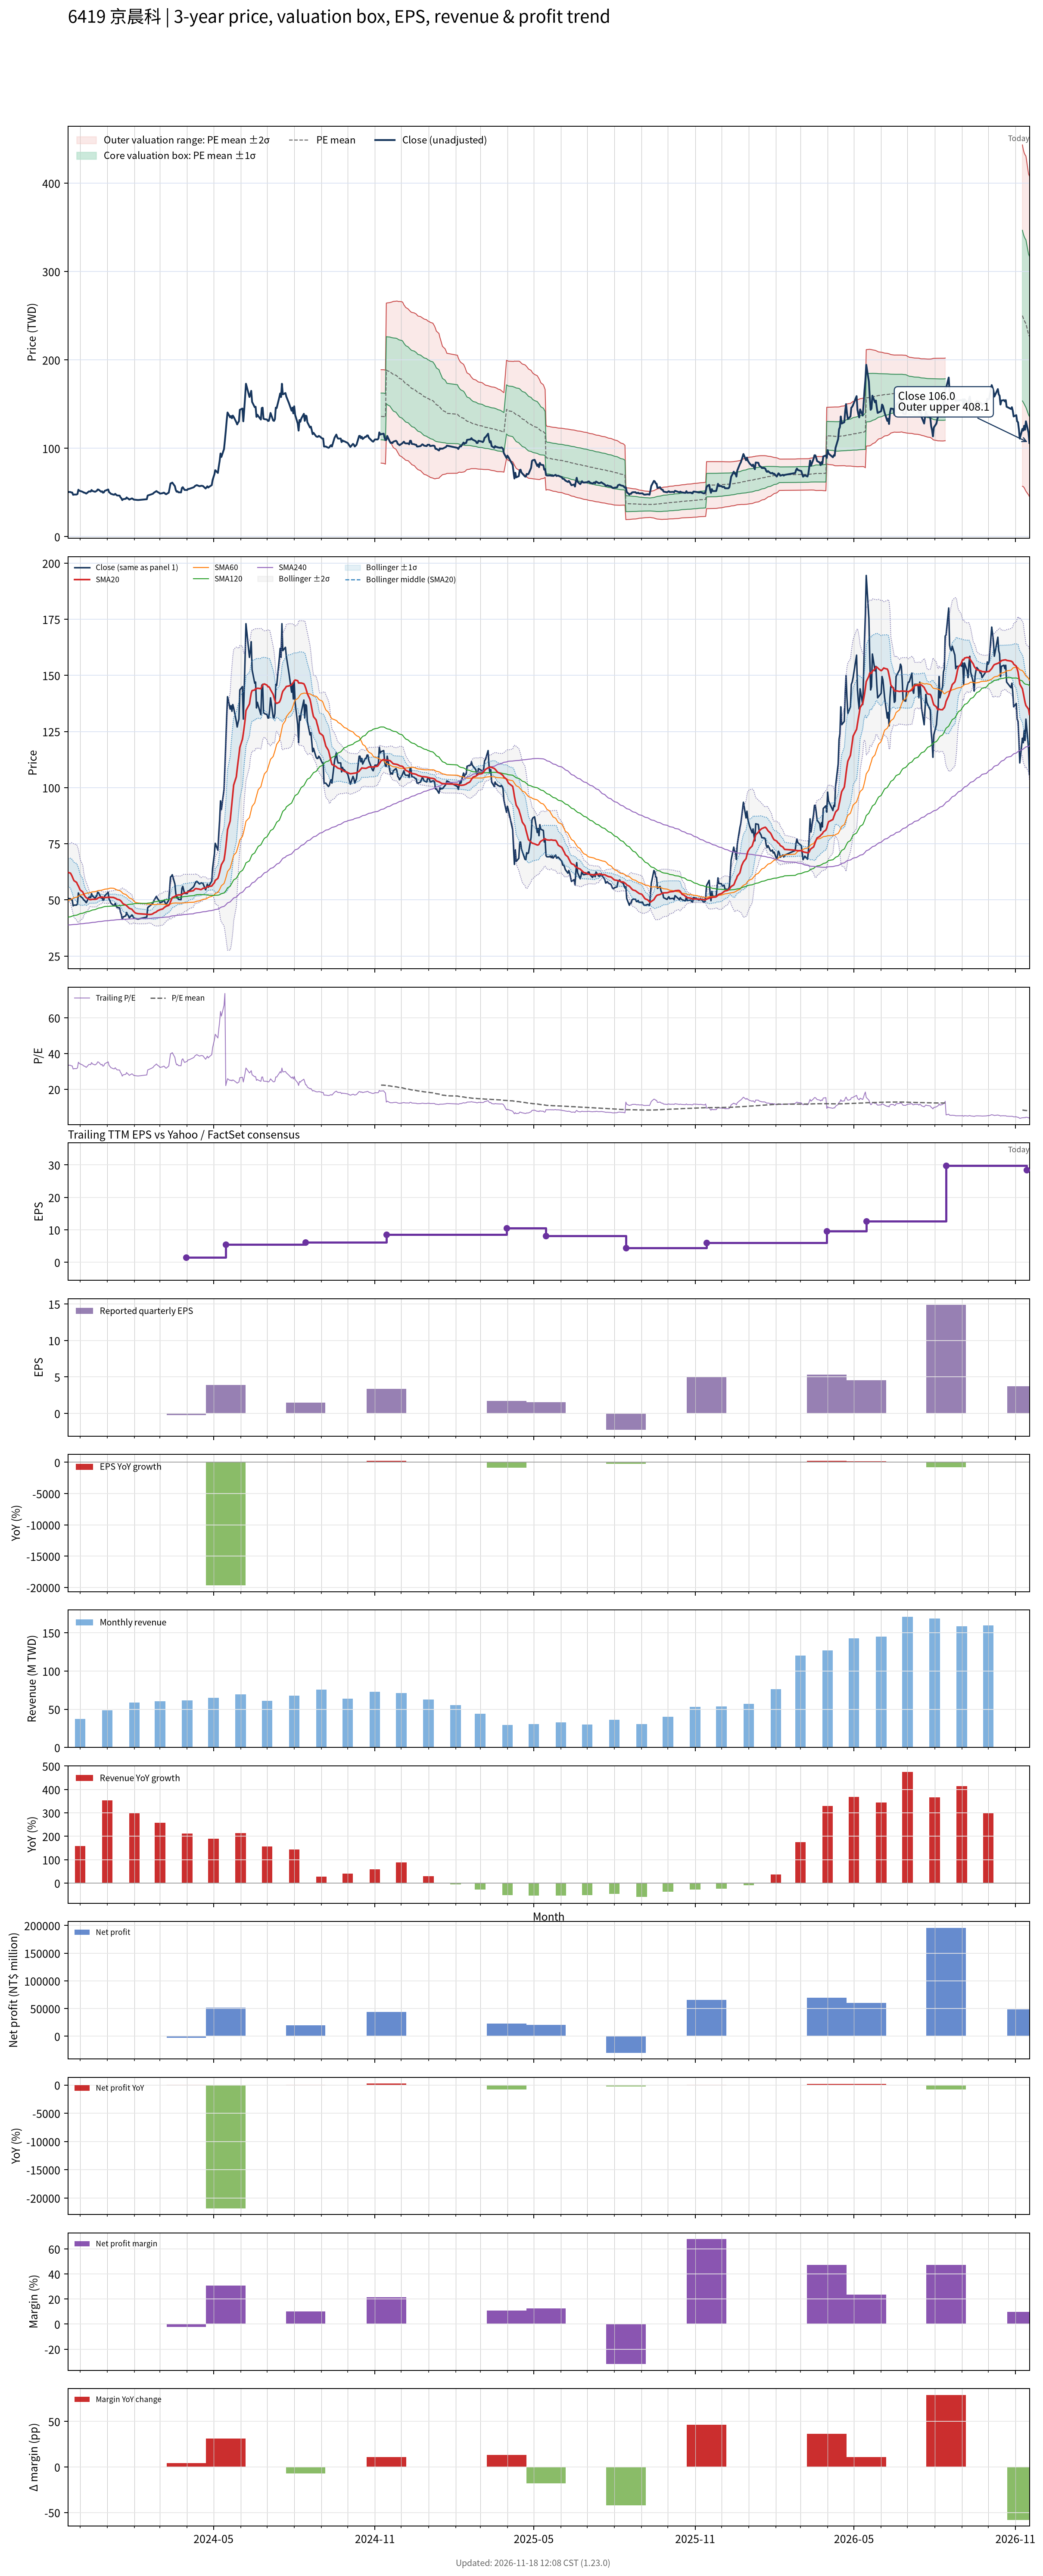 6419 京晨科 | 3-year price, valuation box, EPS, revenue & profit trend
Outer valuation range: PE mean ±2σ
PE mean
Close (unadjusted)
Core valuation box: PE mean ±1σ
Today
400
300
200
100
0
Price (TWD)
Close 106.0
Outer upper 408.1
Close (same as panel 1)
SMA20
SMA60
SMA120
SMA240
Bollinger ±2σ
Bollinger ±1σ
Bollinger middle (SMA20)
200
175
150
125
100
75
50
25
Price
Trailing P/E
P/E mean
60
40
20
P/E
Trailing TTM EPS vs Yahoo / FactSet consensus
Today
30
20
10
0
EPS
Reported quarterly EPS
15
10
5
0
EPS
EPS YoY growth
0
-5000
-10000
-15000
-20000
YoY (%)
Monthly revenue
150
100
50
0
Revenue (M TWD)
Revenue YoY growth
500
400
300
200
100
0
YoY (%)
Month
Net profit
200000
150000
100000
50000
0
Net profit (NT$ million)
Net profit YoY
0
-5000
-10000
-15000
-20000
YoY (%)
Net profit margin
60
40
20
0
-20
Margin (%)
Margin YoY change
50
0
-50
Δ margin (pp)
2024-05
2024-11
2025-05
2025-11
2026-05
2026-11
Updated: 2026-11-18 12:08 CST (1.23.0)